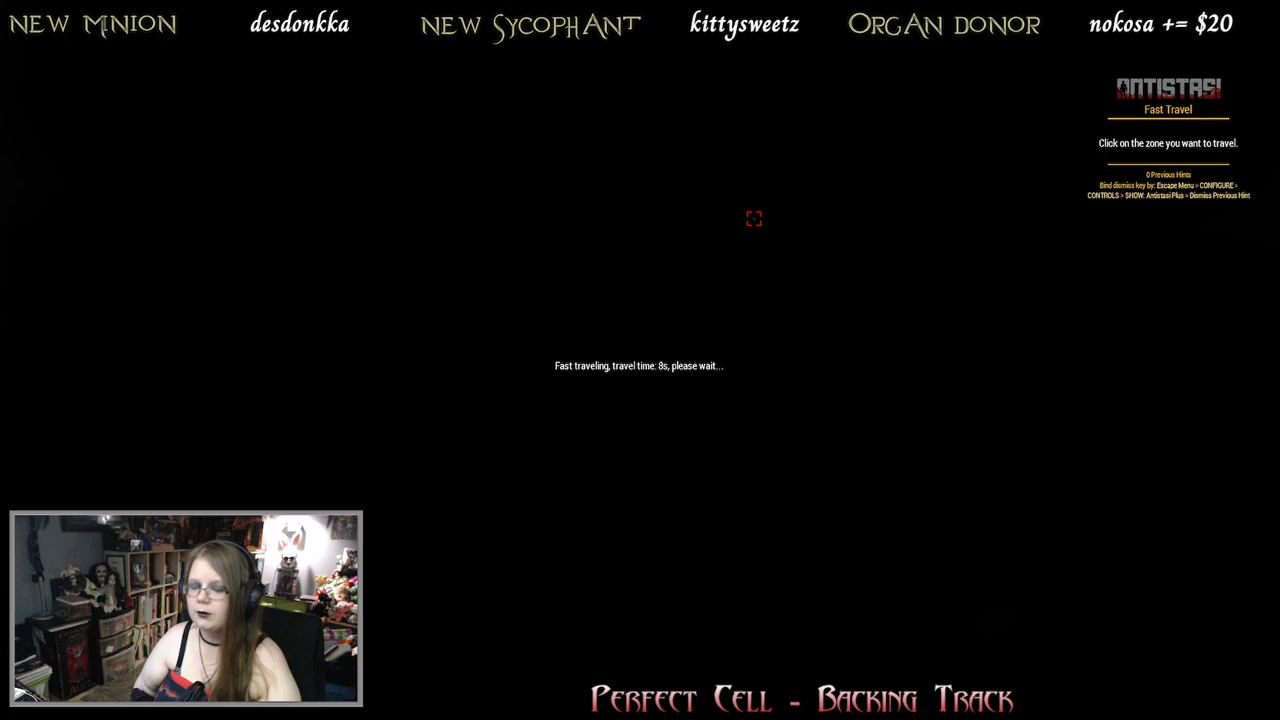 NEW MINION desdonkka NEW SYCOPHANT kittysweetz ORGAN DONOR nokosa += $20
ANTISTASI
Fast Travel
Click on the zone you want to travel.
0 Previous Hints
Bind dismiss key by: Escape Menu > CONFIGURE >
CONTROLS > SHOW: Antistasi Plus > Dismiss Previous Hint
Fast traveling, travel time: 8s, please wait...
PERFECT CELL - BACKING TRACK